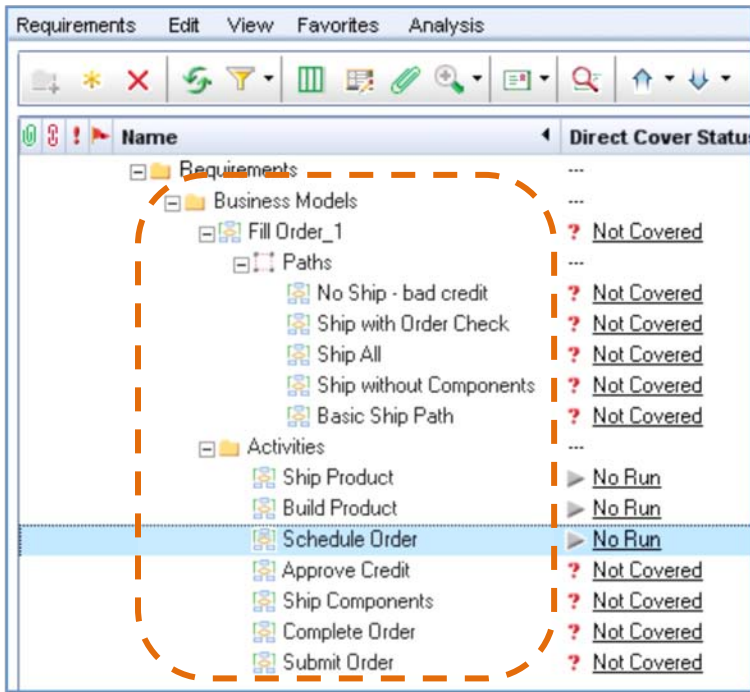 Requirements Edit View Favorites Analysis
Name Direct Cover Statu
Requirements ---
Business Models ---
Fill Order_1 ? Not Covered
Paths ---
No Ship - bad credit ? Not Covered
Ship with Order Check ? Not Covered
Ship All ? Not Covered
Ship without Components ? Not Covered
Basic Ship Path ? Not Covered
Activities ---
Ship Product No Run
Build Product No Run
Schedule Order No Run
Approve Credit ? Not Covered
Ship Components ? Not Covered
Complete Order ? Not Covered
Submit Order ? Not Covered